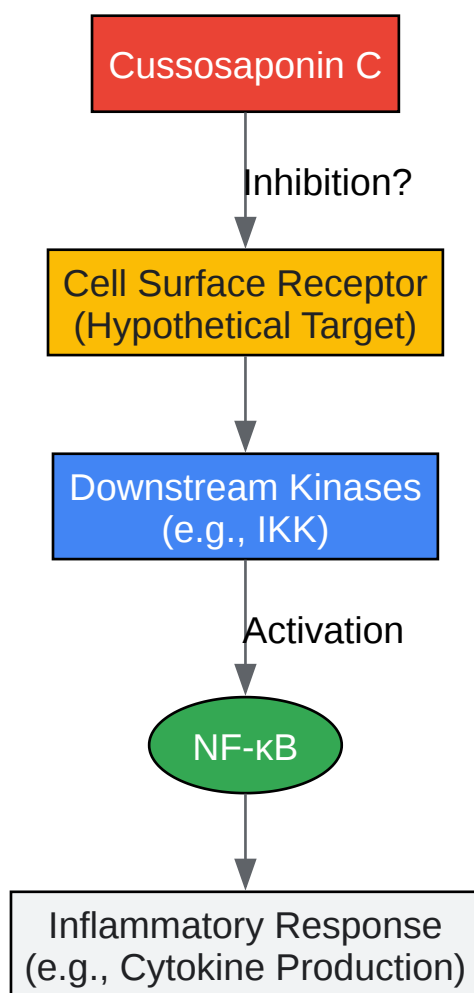 Cussosaponin C
Inhibition?
Cell Surface Receptor
(Hypothetical Target)
Downstream Kinases
(e.g., IKK)
Activation
NF-κB
Inflammatory Response
(e.g., Cytokine Production)